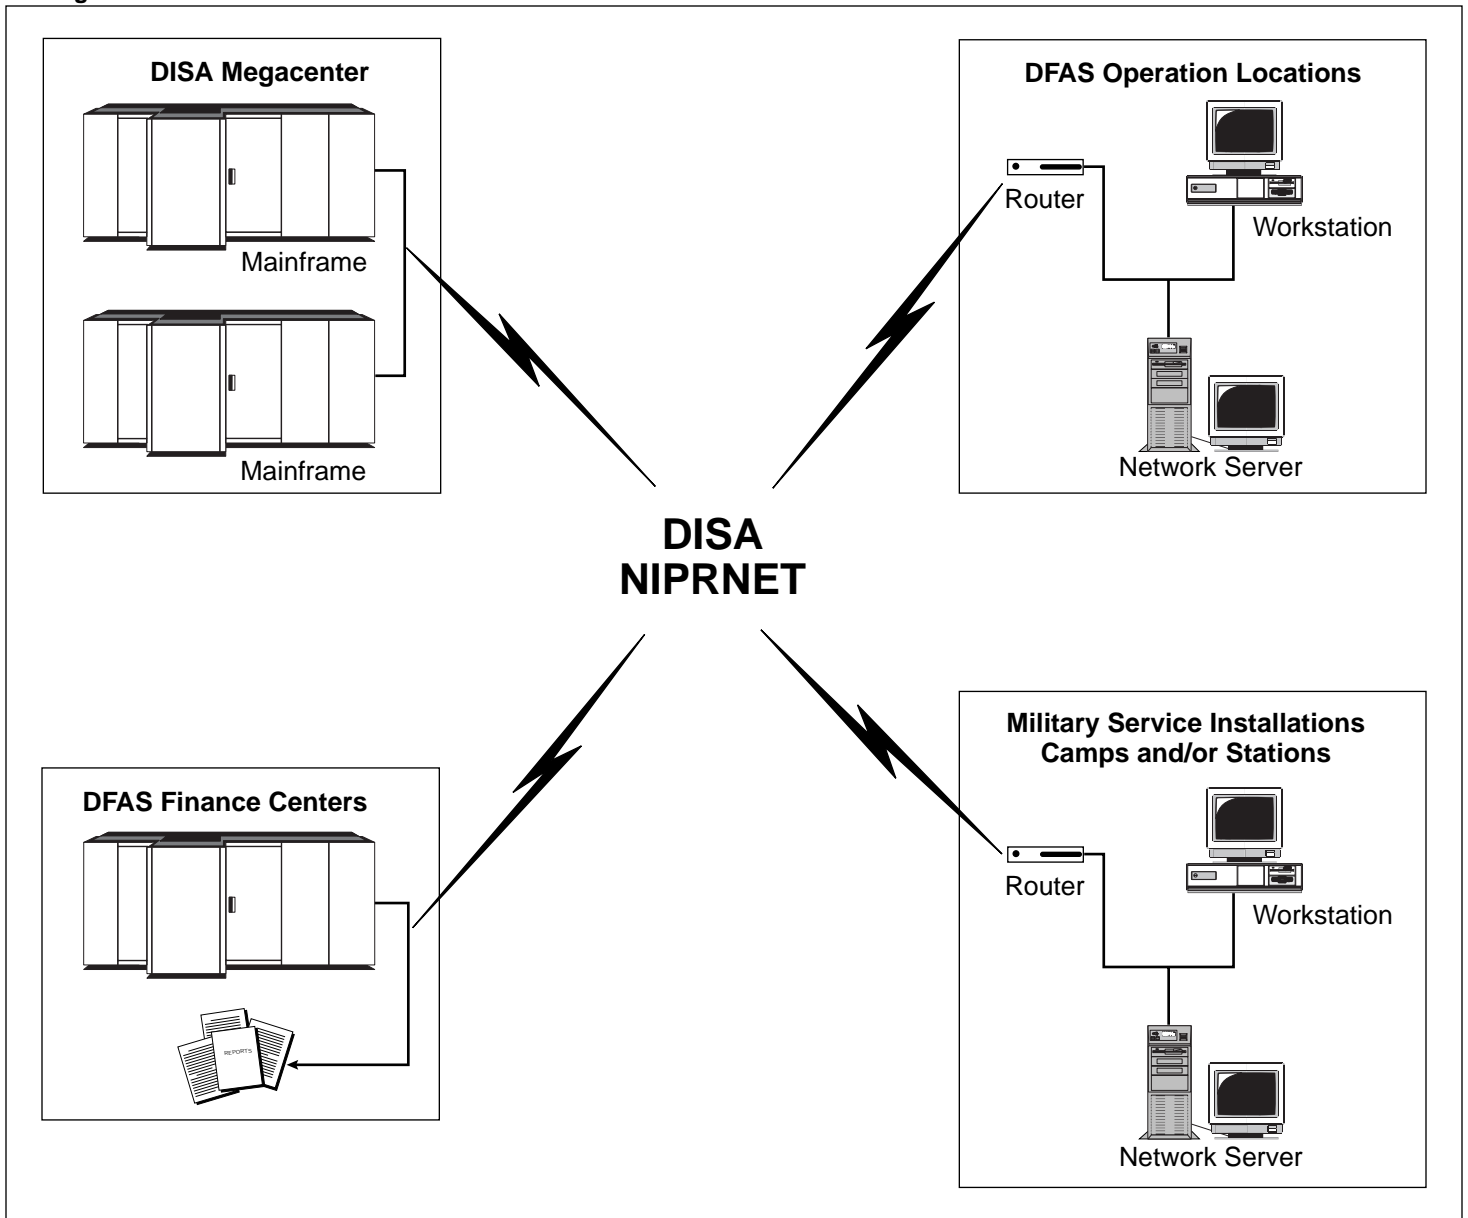 DISA Megacenter
Mainframe
Mainframe
DFAS Operation Locations
Router
Workstation
Network Server
DISA
NIPRNET
DFAS Finance Centers
REPORTS
Military Service Installations
Camps and/or Stations
Router
Workstation
Network Server